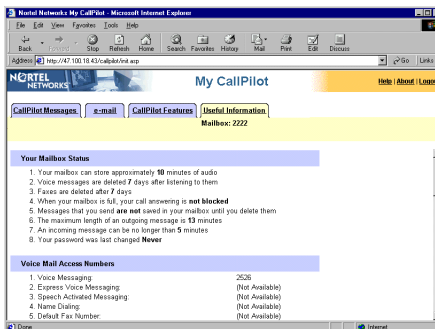 Nortel Networks My CallPilot - Microsoft Internet Explorer
File Edit View Favorites Tools Help
Back Forward Stop Refresh Home Search Favorites History Mail Print Edit Discuss
Address http://47.100.18.43/callpilot/init.asp Go Links
NORTEL NETWORKS My CallPilot Help | About |
CallPilot Messages e-mail CallPilot Features Useful Information
Mailbox: 2222
Your Mailbox Status
1. Your mailbox can store approximately 10 minutes of audio
2. Voice messages are deleted 7 days after listening to them
3. Faxes are deleted after 7 days
4. When your mailbox is full, your call answering is not blocked
5. Messages that you send are not saved in your mailbox until you delete them
6. The maximum length of an outgoing message is 13 minutes
7. An incoming message can be no longer than 5 minutes
8. Your password was last changed Never
Voice Mail Access Numbers
1. Voice Messaging: 2526
2. Express Voice Messaging: (Not Available)
3. Speech Activated Messaging: (Not Available)
4. Name Dialing: (Not Available)
5. Default Fax Number: (Not Available)
Done Internet